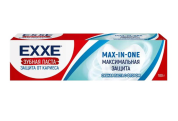 EXXE
ЗУБНАЯ ПАСТА
ЗАЩИТА ОТ КАРИЕСА
MAX-IN-ONE
МАКСИМАЛЬНАЯ
ЗАЩИТА